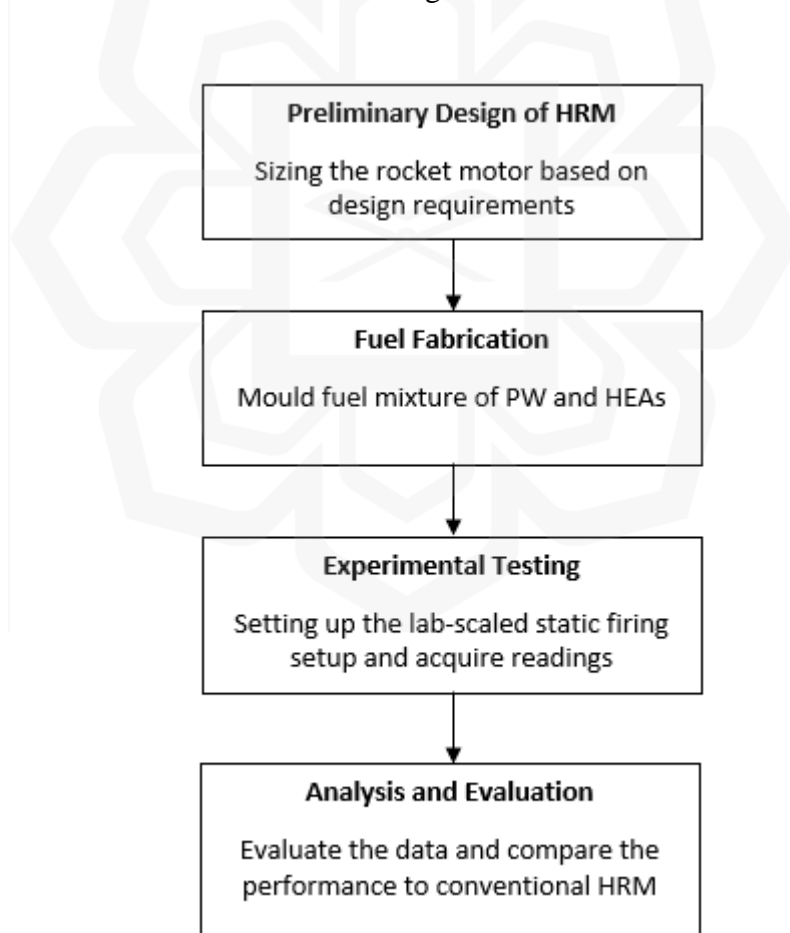 Preliminary Design of HRM
Sizing the rocket motor based on
design requirements
Fuel Fabrication
Mould fuel mixture of PW and HEAs
Experimental Testing
Setting up the lab-scaled static firing
setup and acquire readings
Analysis and Evaluation
Evaluate the data and compare the
performance to conventional HRM